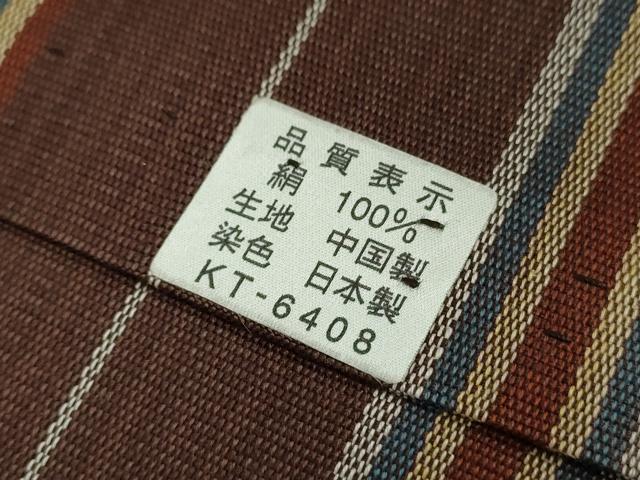 品質表示
絹 100%
生地 中国製
染色 日本製
KT-6408